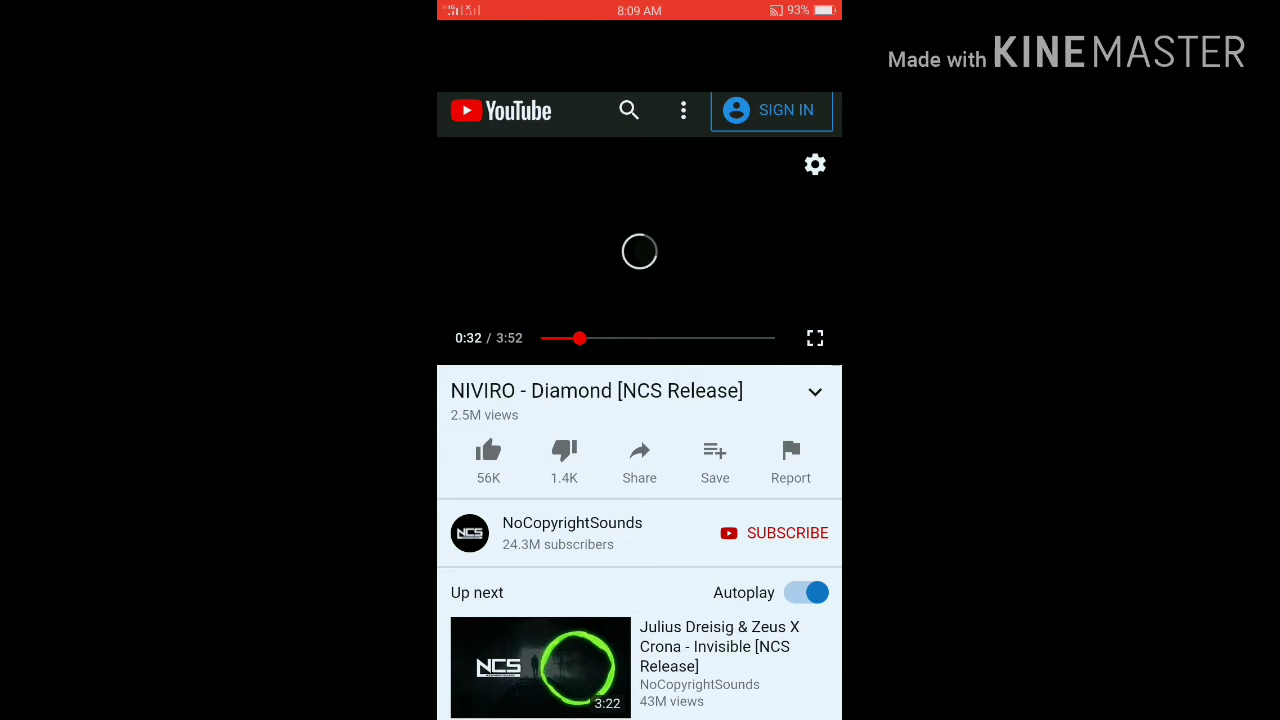 8:09 AM
93%
Made with KINEMASTER
YouTube
SIGN IN
0:32 / 3:52
NIVIRO - Diamond [NCS Release]
2.5M views
56K
1.4K
Share
Save
Report
NCS
NoCopyrightSounds
24.3M subscribers
SUBSCRIBE
Up next
Autoplay
NCS
3:22
Julius Dreisig & Zeus X
Crona - Invisible [NCS
Release]
NoCopyrightSounds
43M views